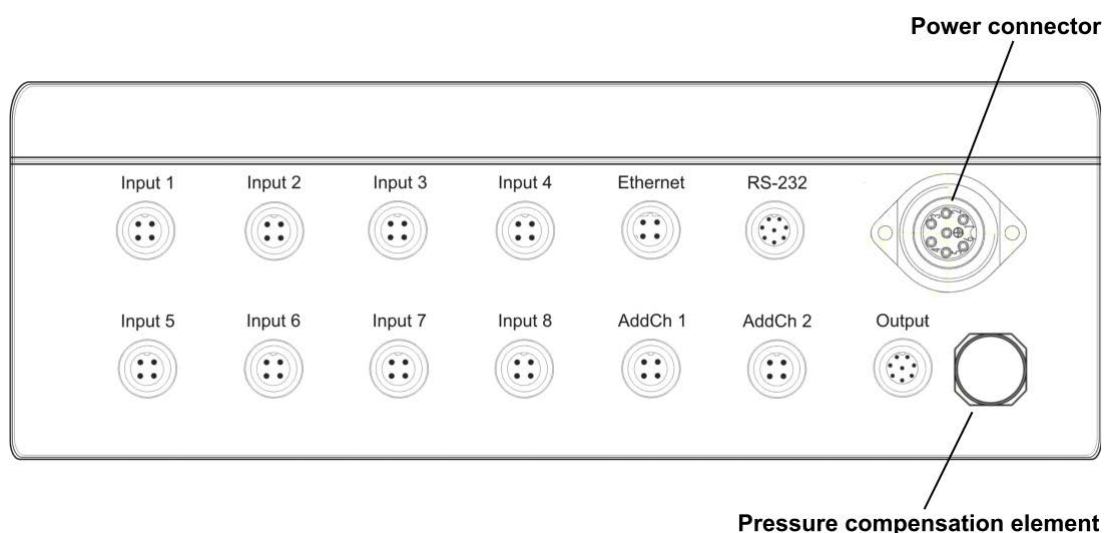 Power connector
Input 1 Input 2 Input 3 Input 4 Ethernet RS-232
Input 5 Input 6 Input 7 Input 8 AddCh 1 AddCh 2 Output
Pressure compensation element